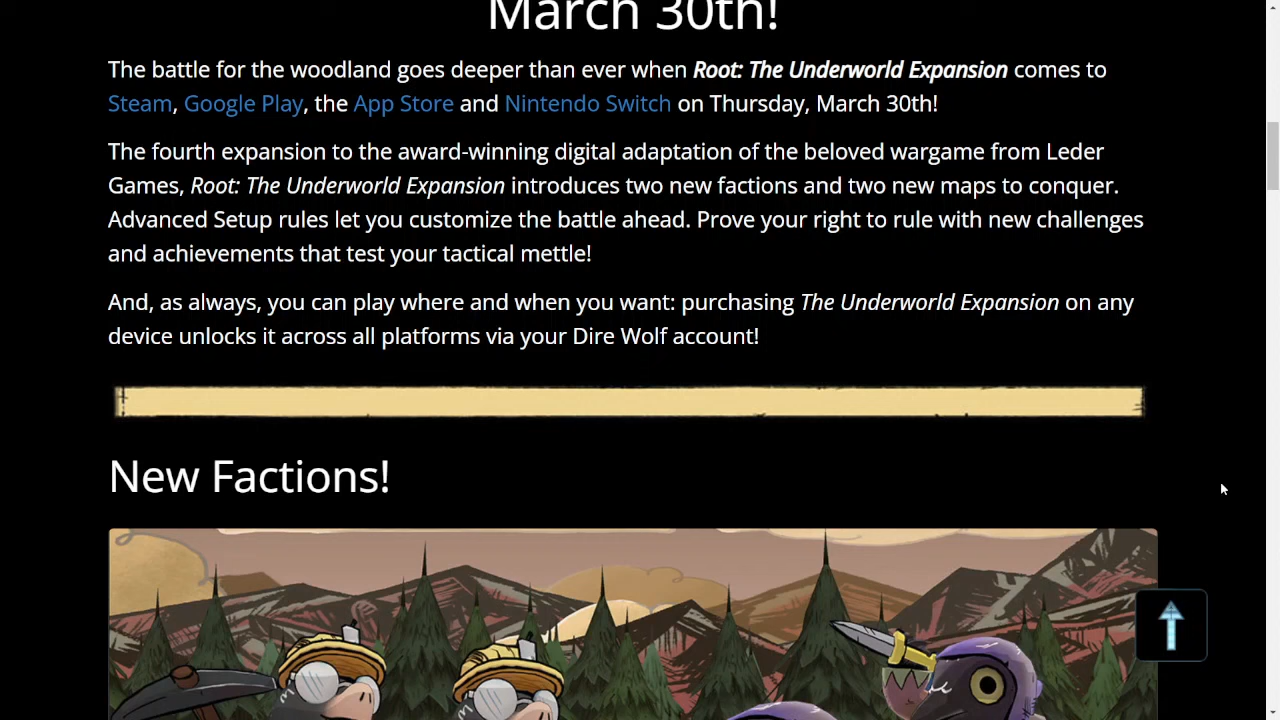 March 30th!
The battle for the woodland goes deeper than ever when Root: The Underworld Expansion comes to
Steam, Google Play, the App Store and Nintendo Switch on Thursday, March 30th!
The fourth expansion to the award-winning digital adaptation of the beloved wargame from Leder
Games, Root: The Underworld Expansion introduces two new factions and two new maps to conquer.
Advanced Setup rules let you customize the battle ahead. Prove your right to rule with new challenges
and achievements that test your tactical mettle!
And, as always, you can play where and when you want: purchasing The Underworld Expansion on any
device unlocks it across all platforms via your Dire Wolf account!
New Factions!